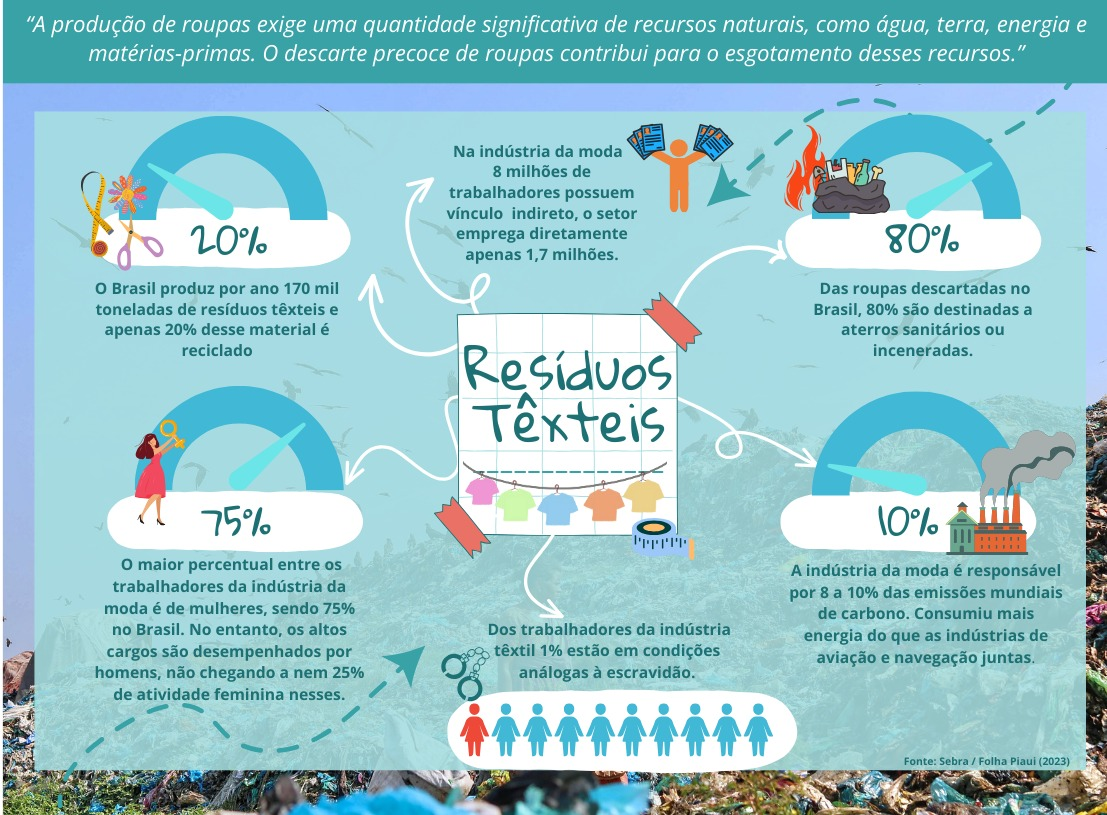 “A produção de roupas exige uma quantidade significativa de recursos naturais, como água, terra, energia e
matérias-primas. O descarte precoce de roupas contribui para o esgotamento desses recursos.”
20%
O Brasil produz por ano 170 mil
toneladas de resíduos têxteis e
apenas 20% desse material é
reciclado
Na indústria da moda
8 milhões de
trabalhadores possuem
vínculo indireto, o setor
emprega diretamente
apenas 1,7 milhões.
80%
Das roupas descartadas no
Brasil, 80% são destinadas a
aterros sanitários ou
inceneradas.
Resíduos
Têxteis
75%
O maior percentual entre os
trabalhadores da indústria da
moda é de mulheres, sendo 75%
no Brasil. No entanto, os altos
cargos são desempenhados por
homens, não chegando a nem 25%
de atividade feminina nesses.
10%
A indústria da moda é responsável
por 8 a 10% das emissões mundiais
de carbono. Consumiu mais
energia do que as indústrias de
aviação e navegação juntas.
Dos trabalhadores da indústria
têxtil 1% estão em condições
análogas à escravidão.
Fonte: Sebra / Folha Piaui (2023)